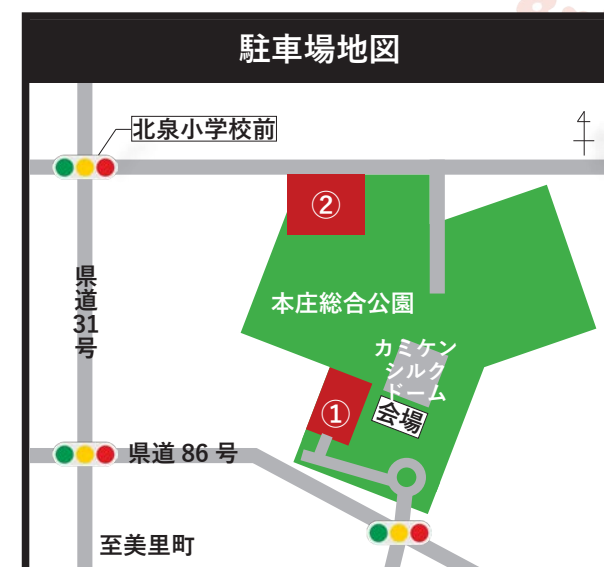 駐車場地図
北泉小学校前
②
県道31号
本庄総合公園
カミケン
シルク
ドーム
①
会場
県道 86 号
至美里町